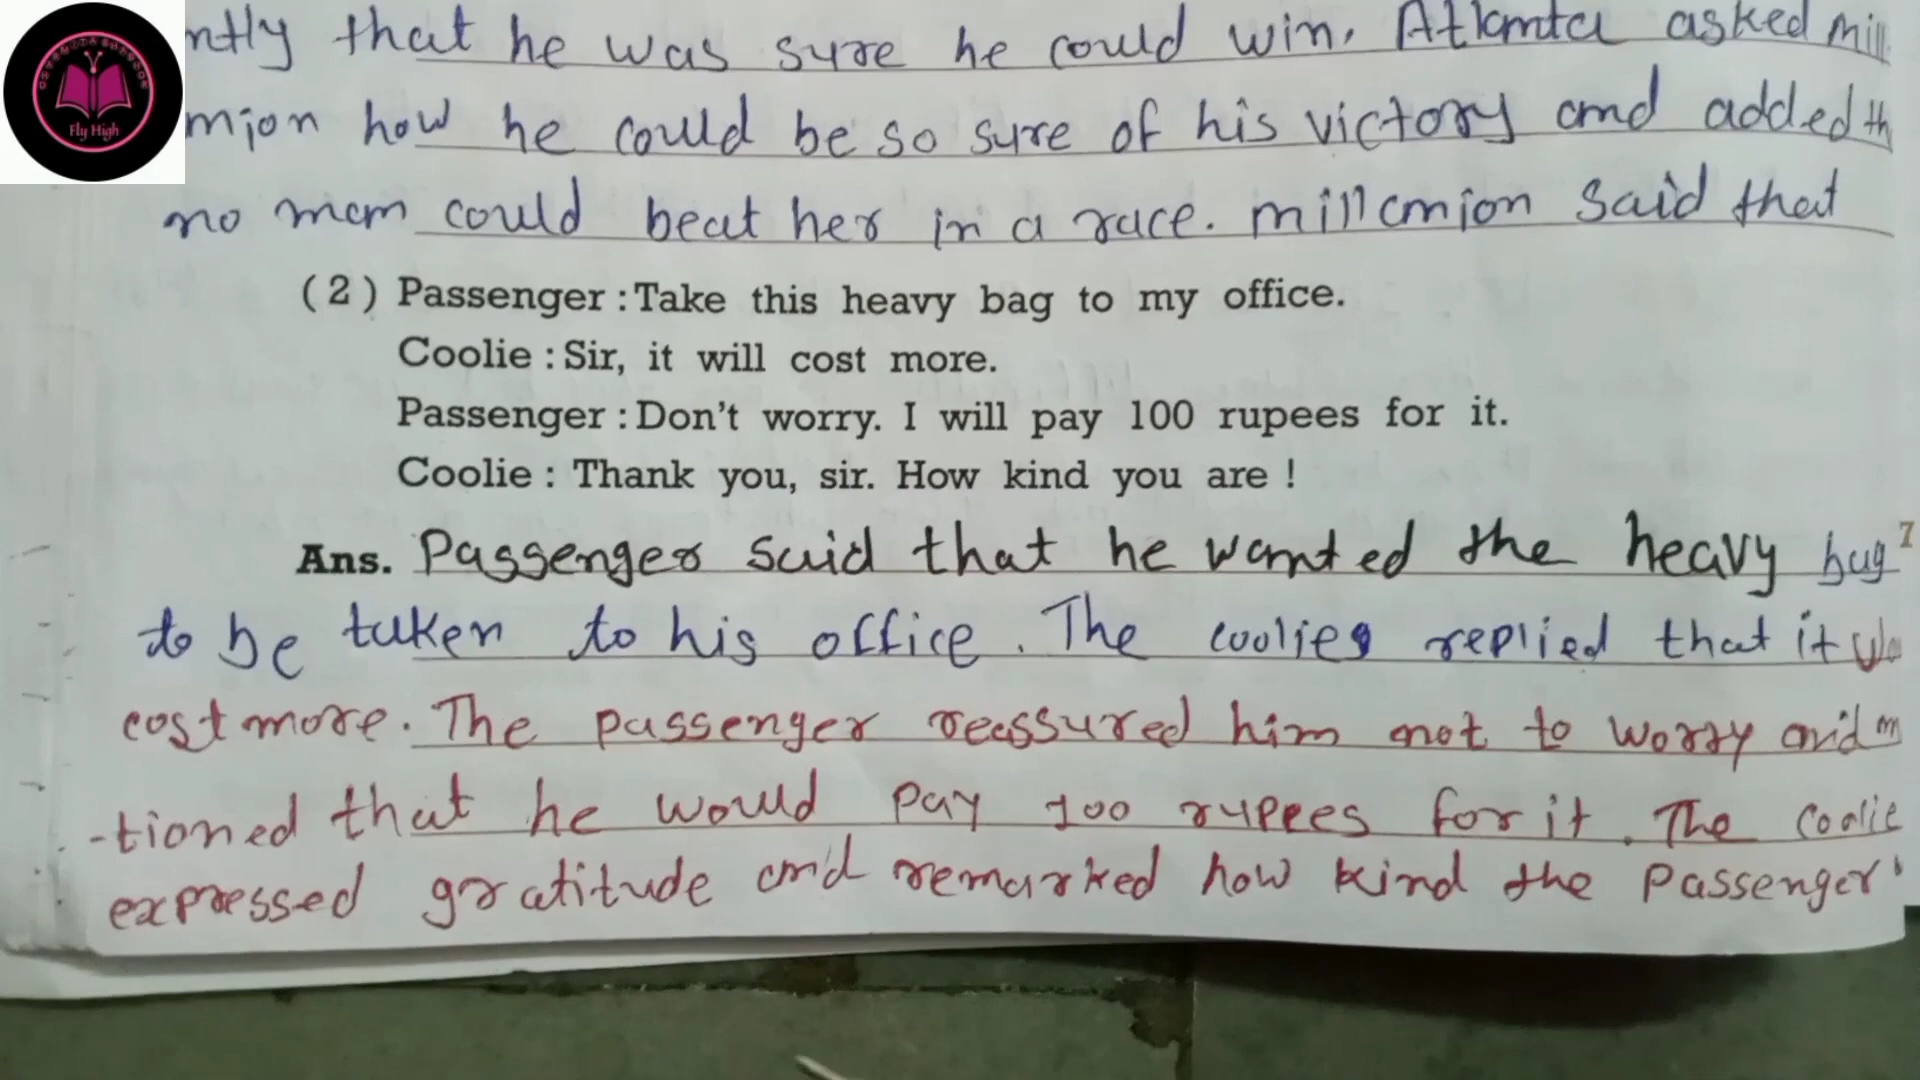 Fly High
ntly that he was sure he could win. Atlanta asked Mill
mion how he could be so sure of his victory and added th
no man could beat her in a race. millanion said that
(2) Passenger : Take this heavy bag to my office.
Coolie : Sir, it will cost more.
Passenger : Don't worry. I will pay 100 rupees for it.
Coolie : Thank you, sir. How kind you are !
Ans. Passenger said that he wanted the heavy bag 7
to be taken to his office. The coolies replied that it
cost more. The passenger reassured him not to worry and m
-tioned that he would pay 100 rupees for it. The coolie
expressed gratitude and remarked how kind the passenger